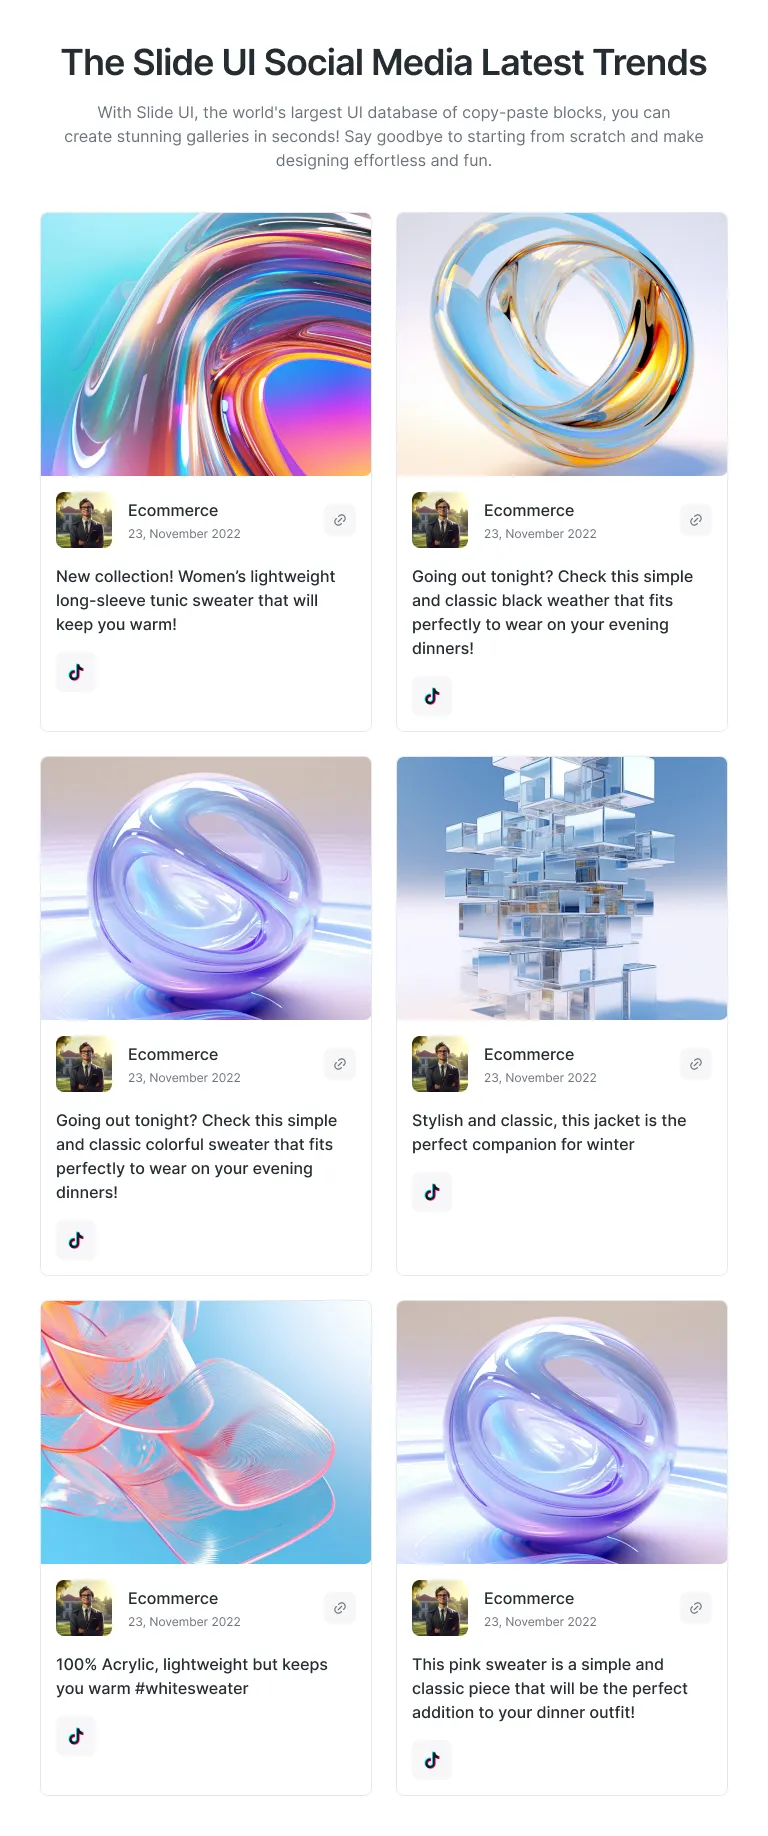 The Slide UI Social Media Latest Trends
With Slide UI, the world's largest UI database of copy-paste blocks, you can
create stunning galleries in seconds! Say goodbye to starting from scratch and make
designing effortless and fun.
Ecommerce
23, November 2022
New collection! Women’s lightweight
long-sleeve tunic sweater that will
keep you warm!
Ecommerce
23, November 2022
Going out tonight? Check this simple
and classic black weather that fits
perfectly to wear on your evening
dinners!
Ecommerce
23, November 2022
Going out tonight? Check this simple
and classic colorful sweater that fits
perfectly to wear on your evening
dinners!
Ecommerce
23, November 2022
Stylish and classic, this jacket is the
perfect companion for winter
Ecommerce
23, November 2022
100% Acrylic, lightweight but keeps
you warm #whitesweater
Ecommerce
23, November 2022
This pink sweater is a simple and
classic piece that will be the perfect
addition to your dinner outfit!